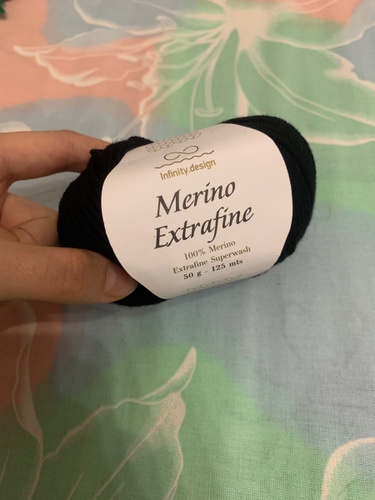 Infinity.design
Merino
Extrafine
100% Merino
Extrafine Superwash
50 g - 125 mts